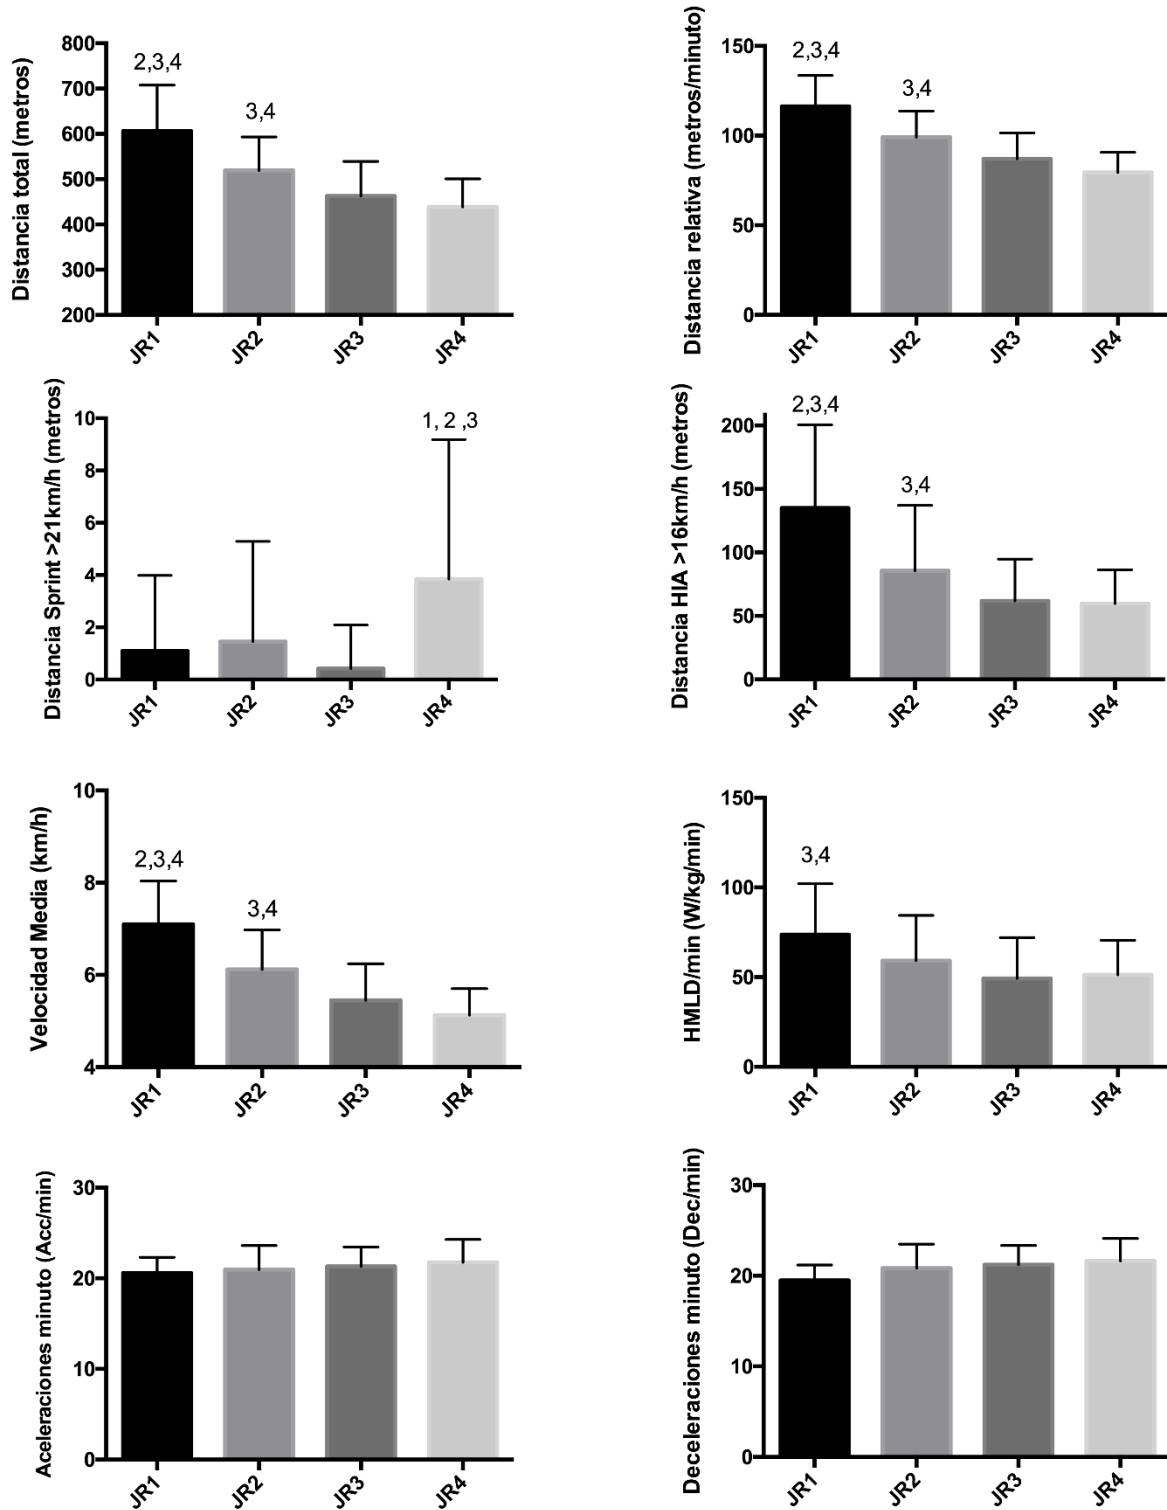 Distancia total (metros)
800
700
600
500
400
300
200
2,3,4
3,4
JR1
JR2
JR3
JR4
Distancia relativa (metros/minuto)
150
100
50
0
2,3,4
3,4
JR1
JR2
JR3
JR4
Distancia Sprint >21km/h (metros)
10
8
6
4
2
0
1, 2 ,3
JR1
JR2
JR3
JR4
Distancia HIA >16km/h (metros)
200
150
100
50
0
2,3,4
3,4
JR1
JR2
JR3
JR4
Velocidad Media (km/h)
10
8
6
4
2,3,4
3,4
JR1
JR2
JR3
JR4
HMLD/min (W/kg/min)
150
100
50
0
3,4
JR1
JR2
JR3
JR4
Aceleraciones minuto (Acc/min)
30
20
10
0
JR1
JR2
JR3
JR4
Deceleraciones minuto (Dec/min)
30
20
10
0
JR1
JR2
JR3
JR4